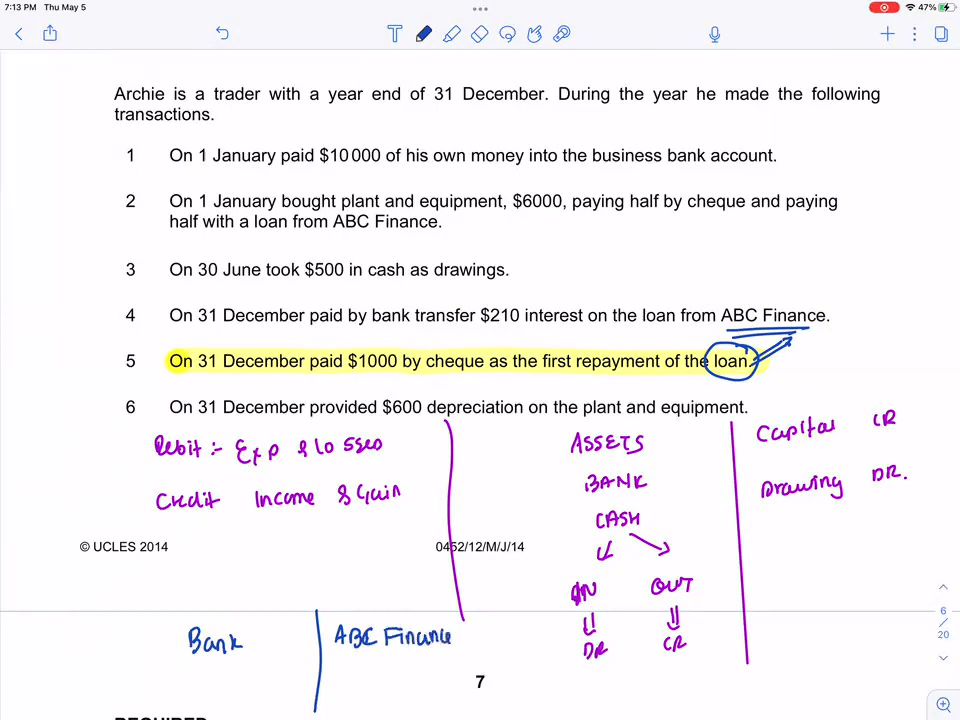 7:13 PM Thu May 5
47%
Archie is a trader with a year end of 31 December. During the year he made the following
transactions.
1 On 1 January paid $10 000 of his own money into the business bank account.
2 On 1 January bought plant and equipment, $6000, paying half by cheque and paying
half with a loan from ABC Finance.
3 On 30 June took $500 in cash as drawings.
4 On 31 December paid by bank transfer $210 interest on the loan from ABC Finance.
5 On 31 December paid $1000 by cheque as the first repayment of the loan.
6 On 31 December provided $600 depreciation on the plant and equipment.
Debit :- Exp & Losses
Credit Income & Gain
ASSETS
BANK
CASH
IN OUT
DR CR
Capital CR
Drawing DR.
© UCLES 2014 0452/12/M/J/14
6
/
20
Bank ABC Finance
7
REQUIRED